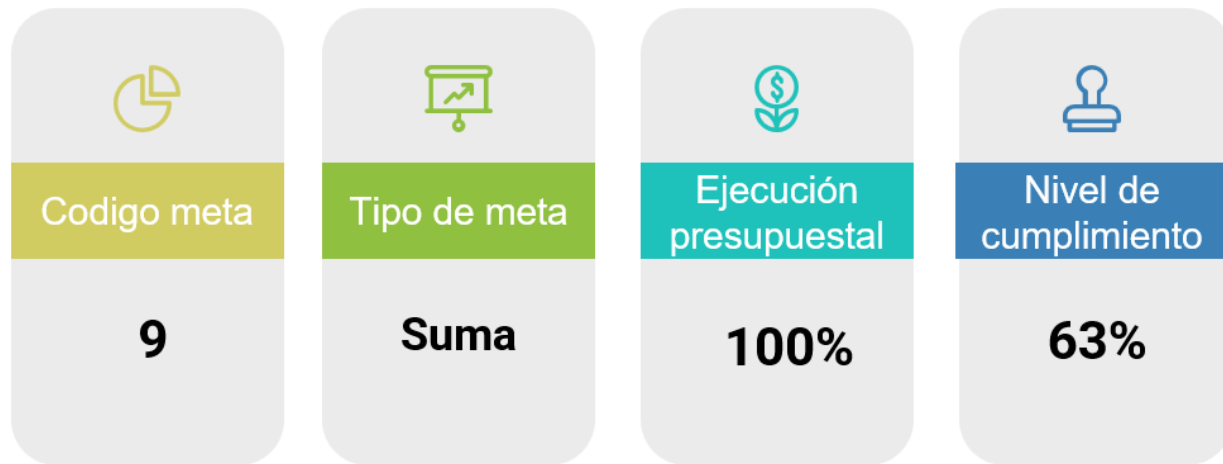 Codigo meta
9
Tipo de meta
Suma
Ejecución
presupuestal
100%
Nivel de
cumplimiento
63%